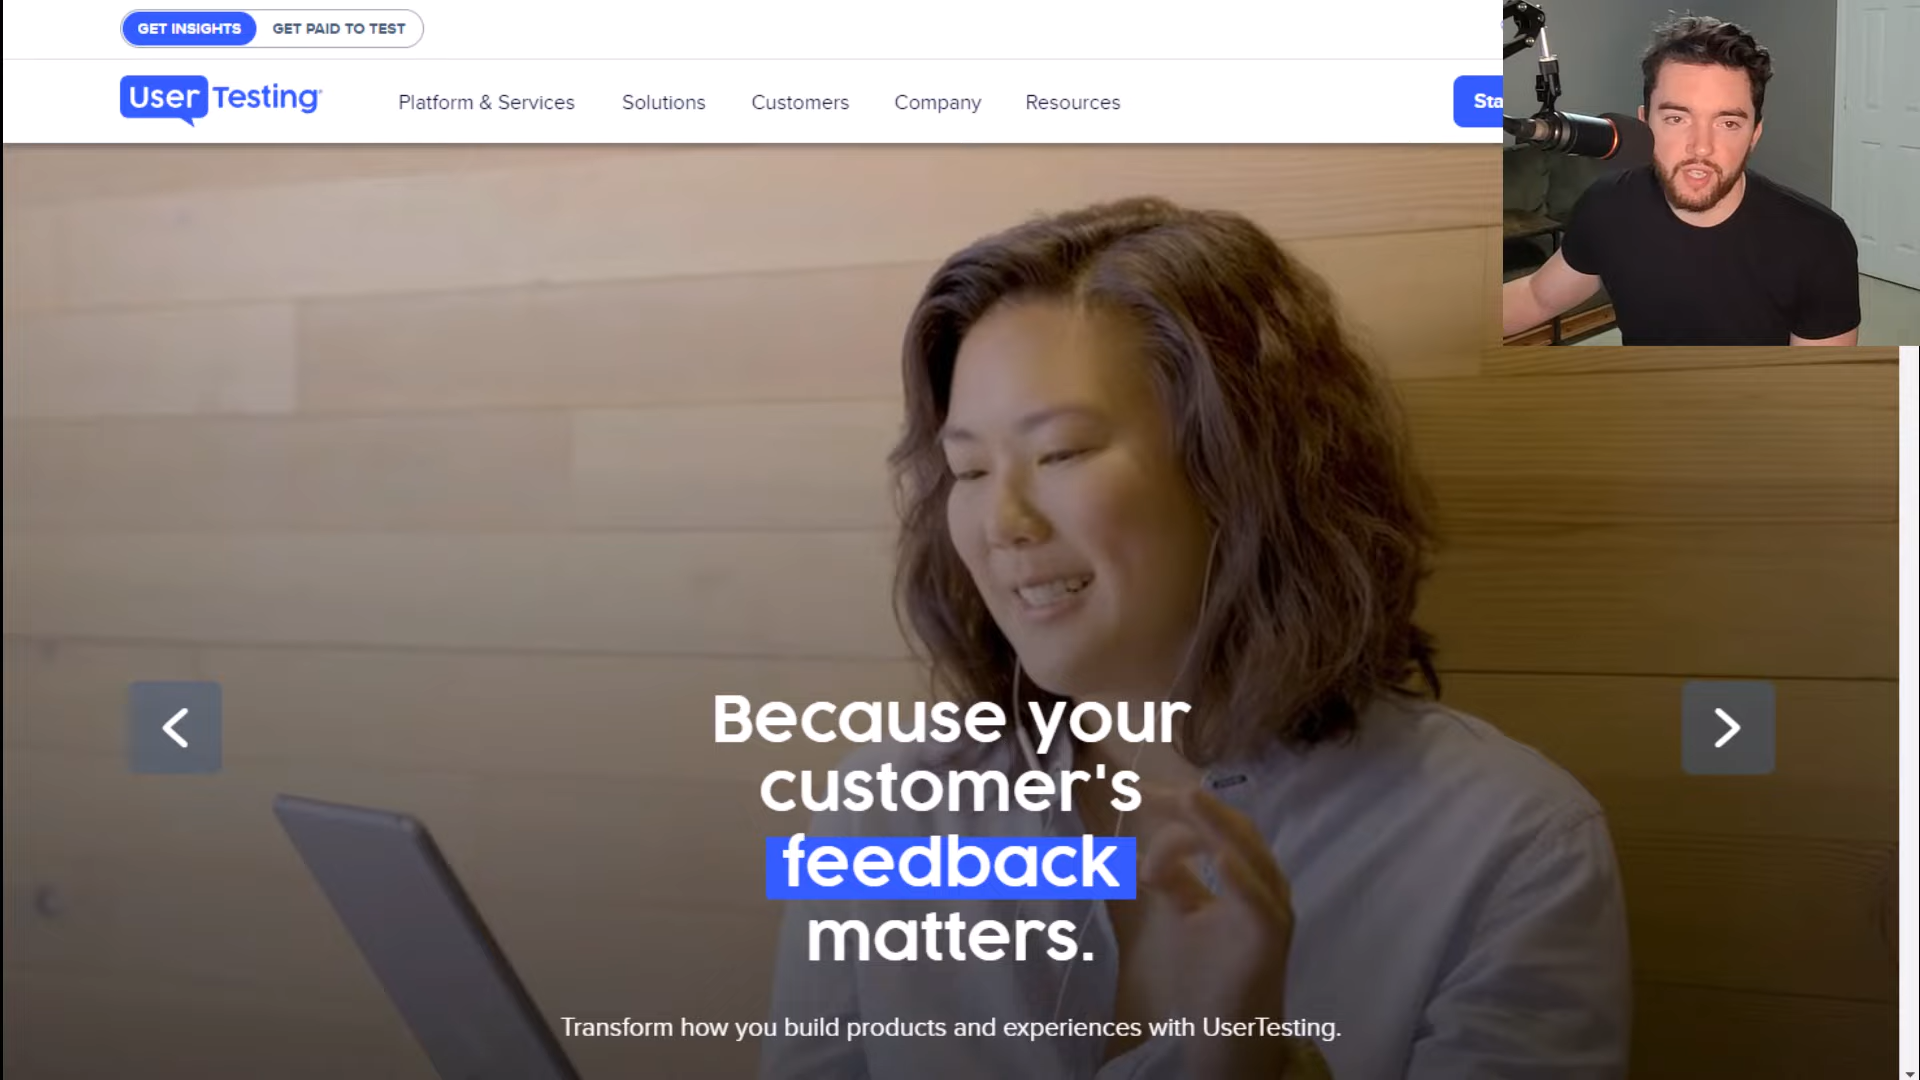 GET INSIGHTS
GET PAID TO TEST
User Testing
Platform & Services
Solutions
Customers
Company
Resources
Sta
Because your
customer's
feedback
matters.
Transform how you build products and experiences with UserTesting.